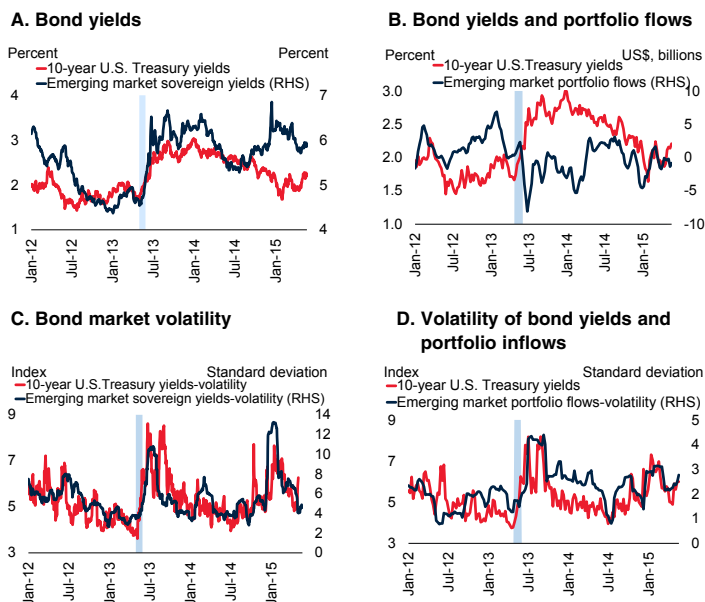 A. Bond yields
Percent Percent
10-year U.S. Treasury yields
Emerging market sovereign yields (RHS)
4 7
3 6
2 5
1 4
Jan-12 Jul-12 Jan-13 Jul-13 Jan-14 Jul-14 Jan-15
B. Bond yields and portfolio flows
Percent US$, billions
10-year U.S. Treasury yields
Emerging market portfolio flows (RHS)
3.0 10
2.5 5
2.0 0
1.5 -5
1.0 -10
Jan-12 Jul-12 Jan-13 Jul-13 Jan-14 Jul-14 Jan-15
C. Bond market volatility
Index Standard deviation
10-year U.S.Treasury yields-volatility
Emerging market sovereign yields-volatility (RHS)
9 14
12
7 10
8
5 6
4
2
3 0
Jan-12 Jul-12 Jan-13 Jul-13 Jan-14 Jul-14 Jan-15
D. Volatility of bond yields and
portfolio inflows
Index Standard deviation
10-year U.S. Treasury yields
Emerging market portfolio flows-volatility (RHS)
9 5
4
7 3
5 2
1
3 0
Jan-12 Jul-12 Jan-13 Jul-13 Jan-14 Jul-14 Jan-15